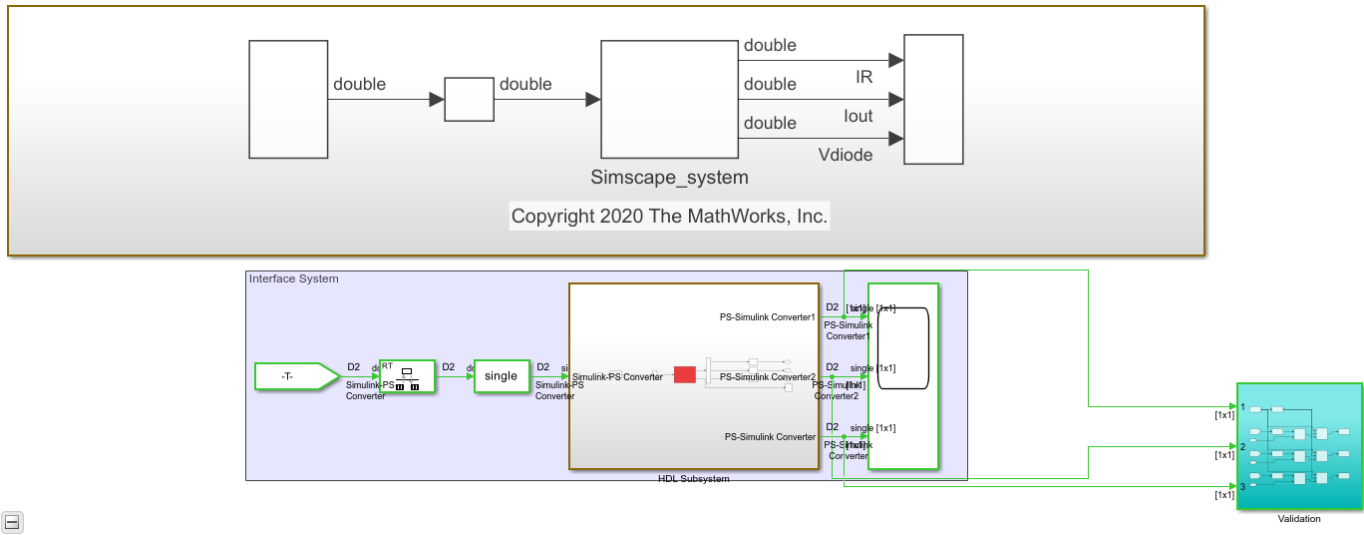 double
double
double
IR
double
Iout
double
Vdiode
Simscape_system
Copyright 2020 The MathWorks, Inc.
Interface System
-T-
D2
Simulink-PS
Converter
RT
D2
single
D2
Simulink-PS
Converter
Simulink-PS Converter
PS-Simulink Converter1
PS-Simulink Converter2
PS-Simulink Converter
HDL Subsystem
D2
single [1x1]
PS-Simulink
Converter1
D2
single [1x1]
Converter2
D2
single [1x1]
Converter
1
[1x1]
2
[1x1]
3
[1x1]
Validation